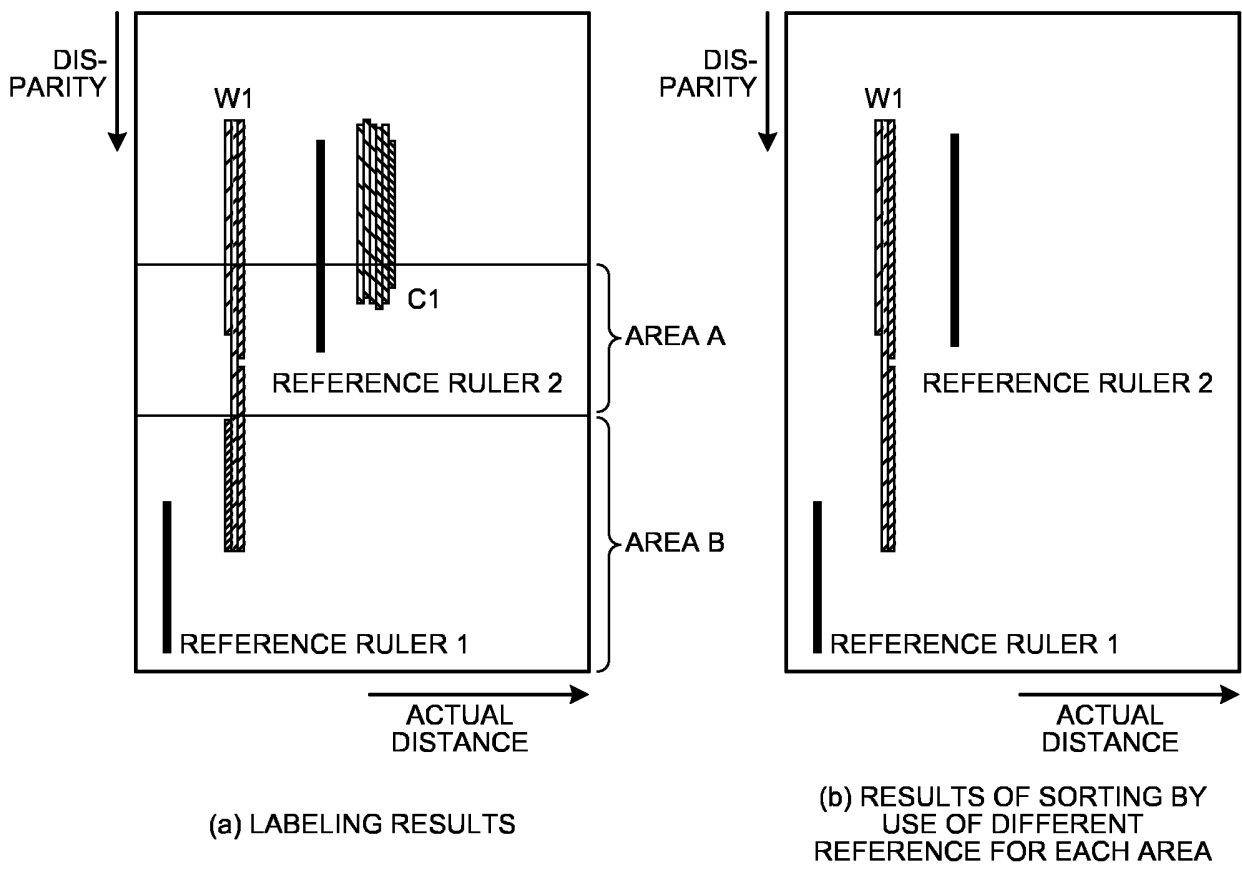 DIS-
PARITY
W1
C1
AREA A
REFERENCE RULER 2
AREA B
REFERENCE RULER 1
ACTUAL
DISTANCE
(a) LABELING RESULTS
DIS-
PARITY
W1
REFERENCE RULER 2
REFERENCE RULER 1
ACTUAL
DISTANCE
(b) RESULTS OF SORTING BY
USE OF DIFFERENT
REFERENCE FOR EACH AREA